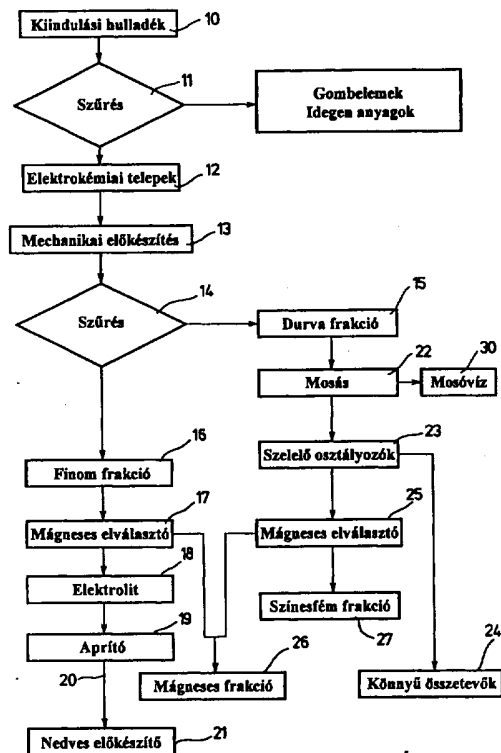 Kiindulási hulladék
10
Szűrés
11
Gombelemek
Idegen anyagok
Elektrokémiai telepek
12
Mechanikai előkészítés
13
Szűrés
14
Durva frakció
15
Mosás
22
Mosóvíz
30
Szelelő osztályozók
23
Finom frakció
16
Mágneses elválasztó
17
Mágneses elválasztó
25
Elektrolit
18
Színesfém frakció
27
Aprító
19
20
Mágneses frakció
26
Könnyű összetevők
24
Nedves előkészítő
21